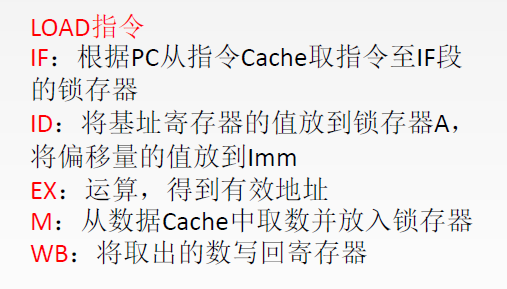 LOAD指令
IF：根据PC从指令Cache取指令至IF段
的锁存器
ID：将基址寄存器的值放到锁存器A，
将偏移量的值放到Imm
EX：运算，得到有效地址
M：从数据Cache中取数并放入锁存器
WB：将取出的数写回寄存器